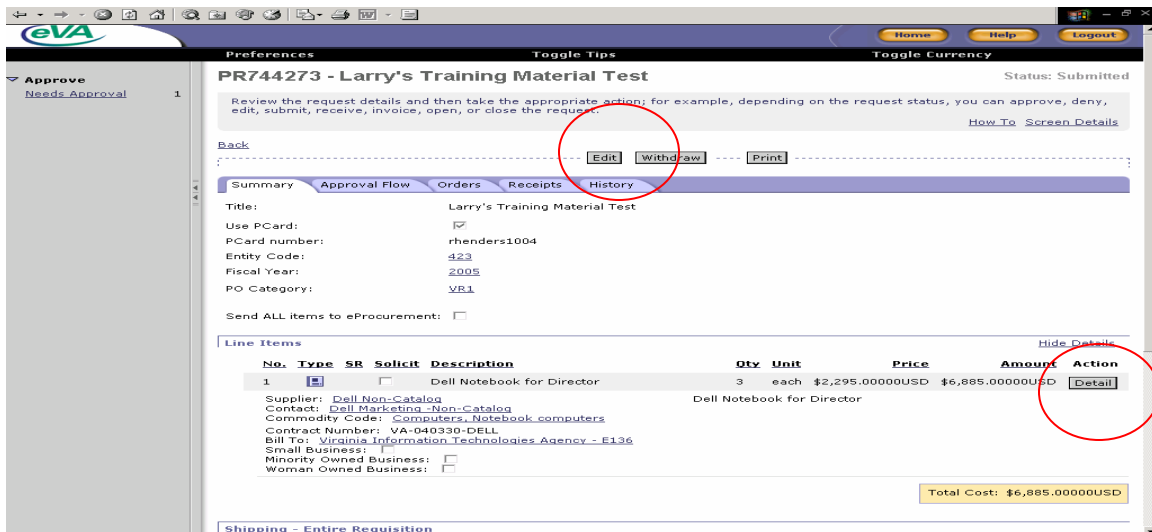 eVA
Home Help Logout
Preferences Toggle Tips Toggle Currency
Approve
Needs Approval 1
PR744273 - Larry's Training Material Test Status: Submitted
Review the request details and then take the appropriate action; for example, depending on the request status, you can approve, deny,
edit, submit, receive, invoice, open, or close the request.
How To Screen Details
Back
Edit Withdraw Print
Summary Approval Flow Orders Receipts History
Title: Larry's Training Material Test
Use PCard:
PCard number: rhenders1004
Entity Code: 423
Fiscal Year: 2005
PO Category: VR1
Send ALL items to eProcurement:
Line Items Hide Details
No. Type SR Solicit Description Qty Unit Price Amount Action
1 Dell Notebook for Director 3 each $2,295.00000USD $6,885.00000USD Detail
Supplier: Dell Non-Catalog Dell Notebook for Director
Contact: Dell Marketing -Non-Catalog
Commodity Code: Computers, Notebook computers
Contract Number: VA-040330-DELL
Bill To: Virginia Information Technologies Agency - E136
Small Business:
Minority Owned Business:
Woman Owned Business:
Total Cost: $6,885.00000USD
Shipping - Entire Requisition